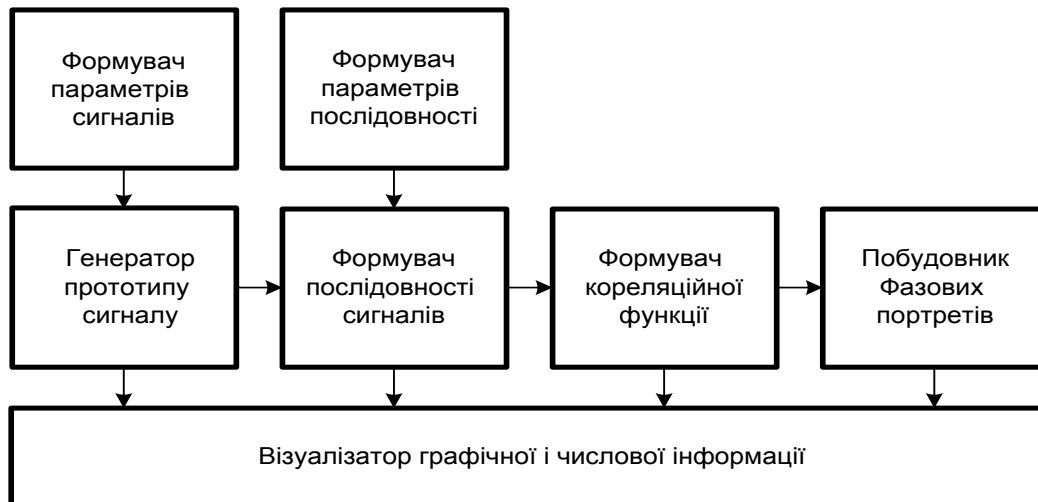 Формувач
параметрів
сигналів
Формувач
параметрів
послідовності
Генератор
прототипу
сигналу
Формувач
послідовності
сигналів
Формувач
кореляційної
функції
Побудовник
Фазових
портретів
Візуалізатор графічної і числової інформації